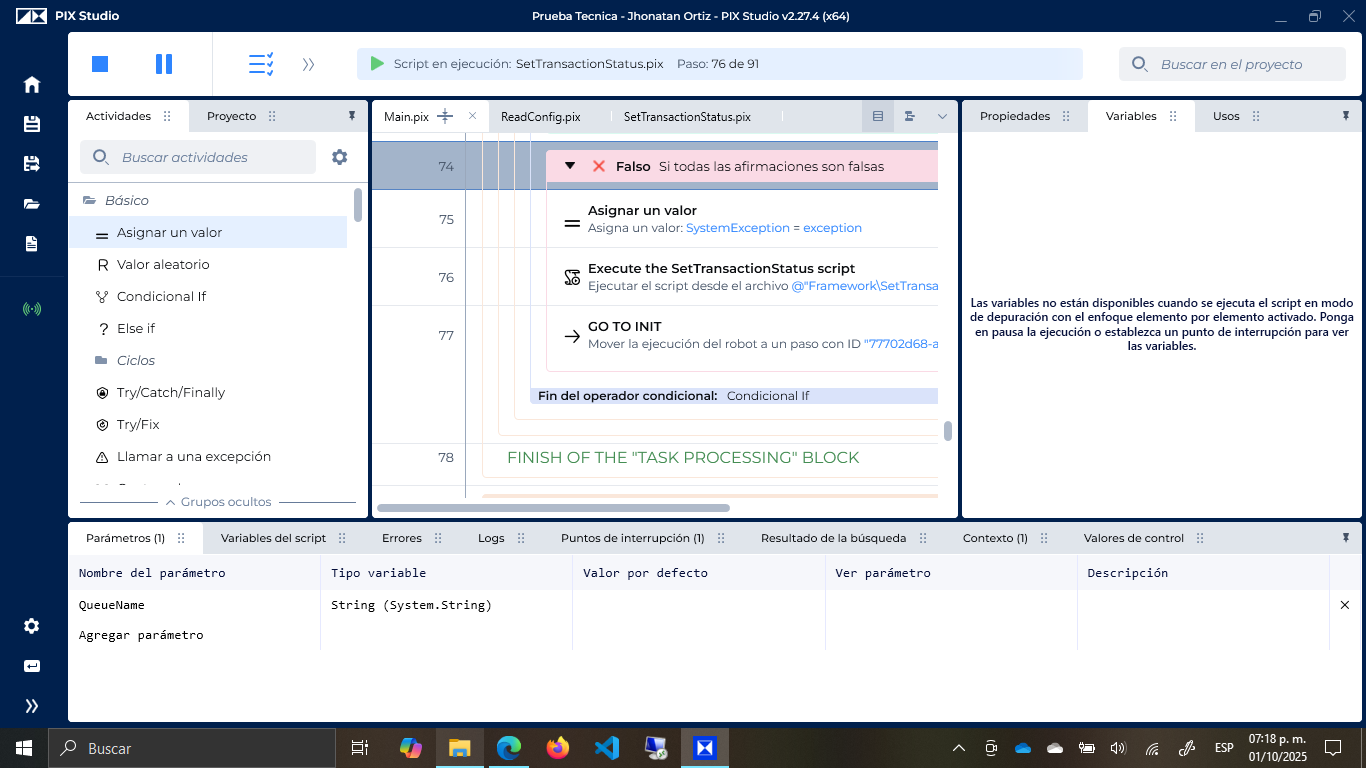 PIX Studio
Prueba Tecnica - Jhonatan Ortiz - PIX Studio v2.27.4 (x64)
Script en ejecución: SetTransactionStatus.pix Paso: 76 de 91
Buscar en el proyecto
Actividades
Proyecto
Buscar actividades
Básico
Asignar un valor
Valor aleatorio
Condicional If
Else if
Ciclos
Try/Catch/Finally
Try/Fix
Llamar a una excepción
Grupos ocultos
Main.pix
ReadConfig.pix
SetTransactionStatus.pix
74
Falso Si todas las afirmaciones son falsas
75
Asignar un valor
Asigna un valor: SystemException = exception
76
Execute the SetTransactionStatus script
Ejecutar el script desde el archivo @"Framework\SetTransa
77
GO TO INIT
Mover la ejecución del robot a un paso con ID "77702d68-a
Fin del operador condicional: Condicional If
78
FINISH OF THE "TASK PROCESSING" BLOCK
Propiedades
Variables
Usos
Las variables no están disponibles cuando se ejecuta el script en modo
de depuración con el enfoque elemento por elemento activado. Ponga
en pausa la ejecución o establezca un punto de interrupción para ver
las variables.
Parámetros (1)
Variables del script
Errores
Logs
Puntos de interrupción (1)
Resultado de la búsqueda
Contexto (1)
Valores de control
Nombre del parámetro
Tipo variable
Valor por defecto
Ver parámetro
Descripción
QueueName
String (System.String)
Agregar parámetro
Buscar
ESP
07:18 p. m.
01/10/2025